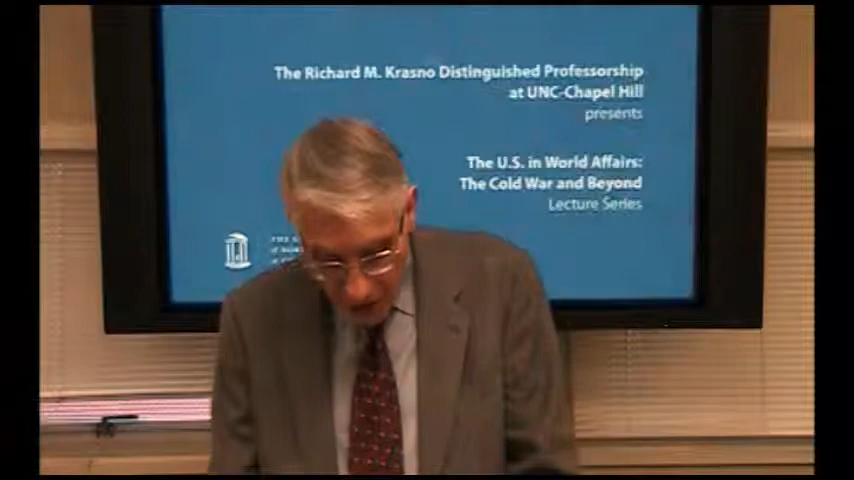 The Richard M. Krasno Distinguished Professorship
at UNC-Chapel Hill
presents
The U.S. in World Affairs:
The Cold War and Beyond
Lecture Series